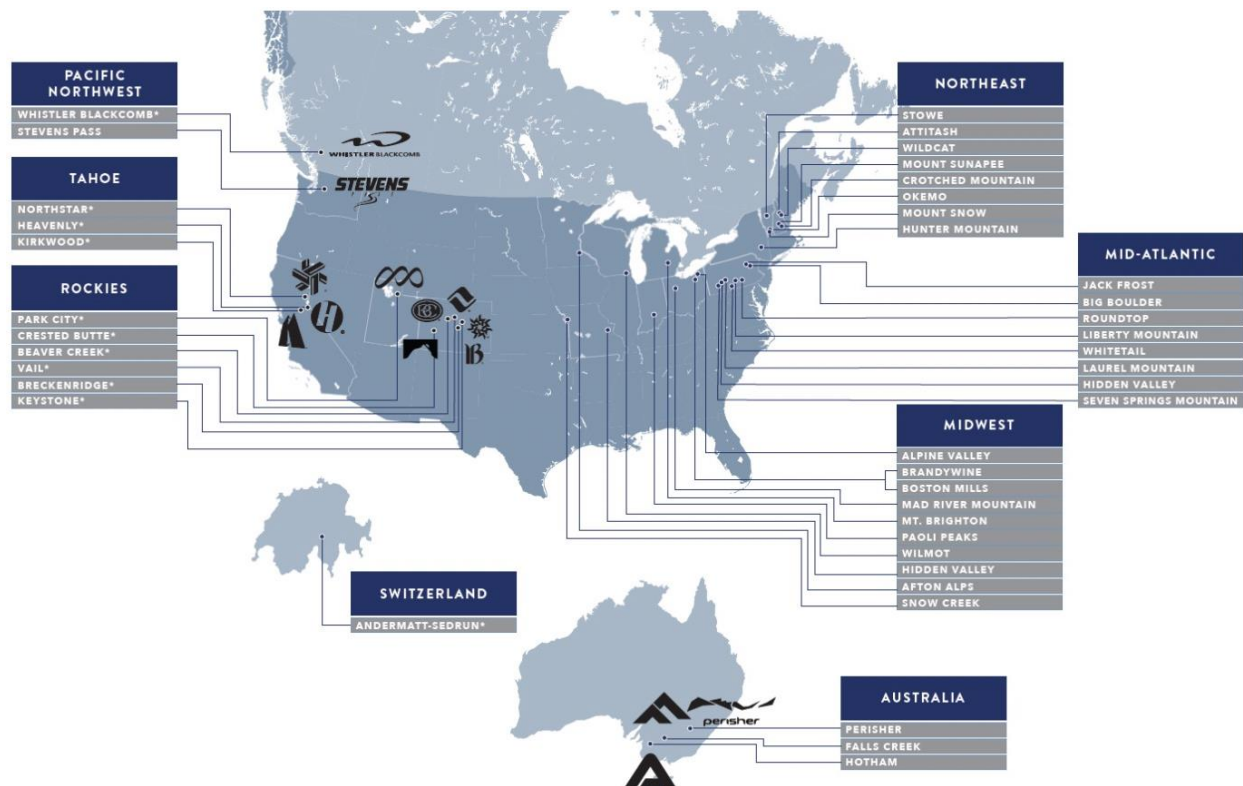 PACIFIC
NORTHWEST
WHISTLER BLACKCOMB*
STEVENS PASS
TAHOE
NORTHSTAR*
HEAVENLY*
KIRKWOOD*
ROCKIES
PARK CITY*
CRESTED BUTTE*
BEAVER CREEK*
VAIL*
BRECKENRIDGE*
KEYSTONE*
WHISTLER BLACKCOMB
STEVENS
H
BC
B
NORTHEAST
STOWE
ATTITASH
WILDCAT
MOUNT SUNAPEE
CROTCHED MOUNTAIN
OKEMO
MOUNT SNOW
HUNTER MOUNTAIN
MID-ATLANTIC
JACK FROST
BIG BOULDER
ROUNDTOP
LIBERTY MOUNTAIN
WHITETAIL
LAUREL MOUNTAIN
HIDDEN VALLEY
SEVEN SPRINGS MOUNTAIN
MIDWEST
ALPINE VALLEY
BRANDYWINE
BOSTON MILLS
MAD RIVER MOUNTAIN
MT. BRIGHTON
PAOLI PEAKS
WILMOT
HIDDEN VALLEY
AFTON ALPS
SNOW CREEK
SWITZERLAND
ANDERMATT-SEDRUN*
perisher
AUSTRALIA
PERISHER
FALLS CREEK
HOTHAM